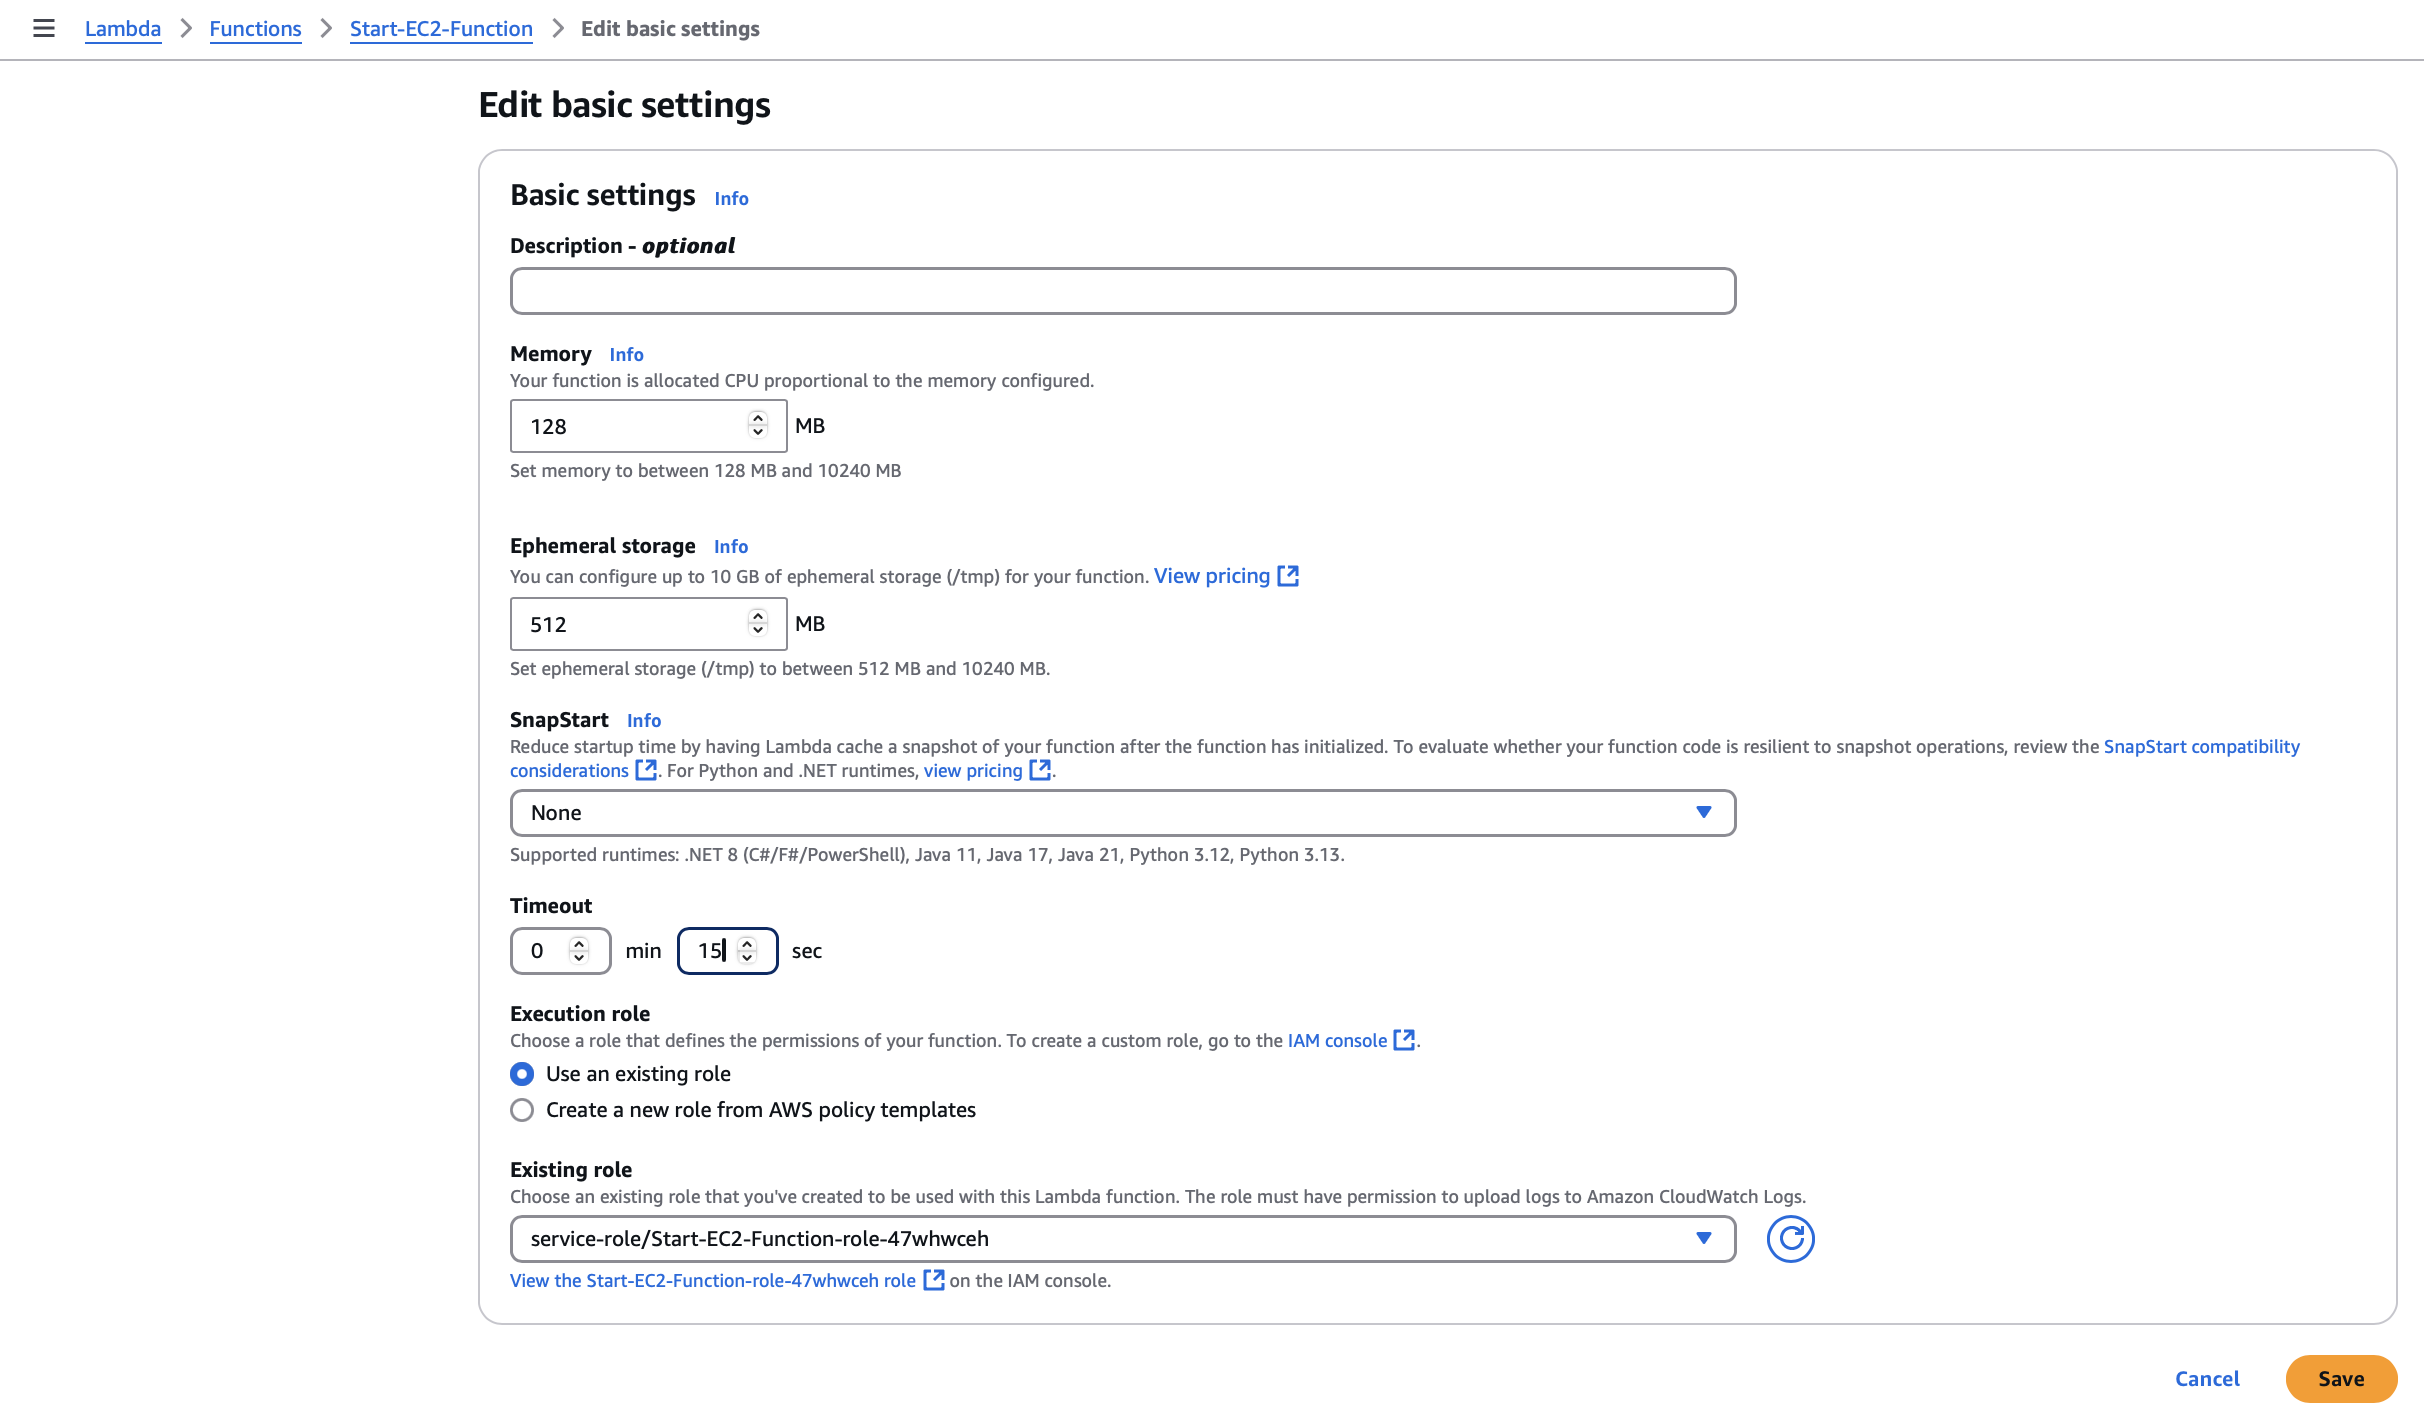 Lambda > Functions > Start-EC2-Function > Edit basic settings
Edit basic settings
Basic settings Info
Description - optional
Memory Info
Your function is allocated CPU proportional to the memory configured.
128 MB
Set memory to between 128 MB and 10240 MB
Ephemeral storage Info
You can configure up to 10 GB of ephemeral storage (/tmp) for your function. View pricing
512 MB
Set ephemeral storage (/tmp) to between 512 MB and 10240 MB.
SnapStart Info
Reduce startup time by having Lambda cache a snapshot of your function after the function has initialized. To evaluate whether your function code is resilient to snapshot operations, review the SnapStart compatibility
considerations . For Python and .NET runtimes, view pricing .
None
Supported runtimes: .NET 8 (C#/F#/PowerShell), Java 11, Java 17, Java 21, Python 3.12, Python 3.13.
Timeout
0 min 15 sec
Execution role
Choose a role that defines the permissions of your function. To create a custom role, go to the IAM console .
Use an existing role
Create a new role from AWS policy templates
Existing role
Choose an existing role that you've created to be used with this Lambda function. The role must have permission to upload logs to Amazon CloudWatch Logs.
service-role/Start-EC2-Function-role-47whwceh
View the Start-EC2-Function-role-47whwceh role on the IAM console.
Cancel Save